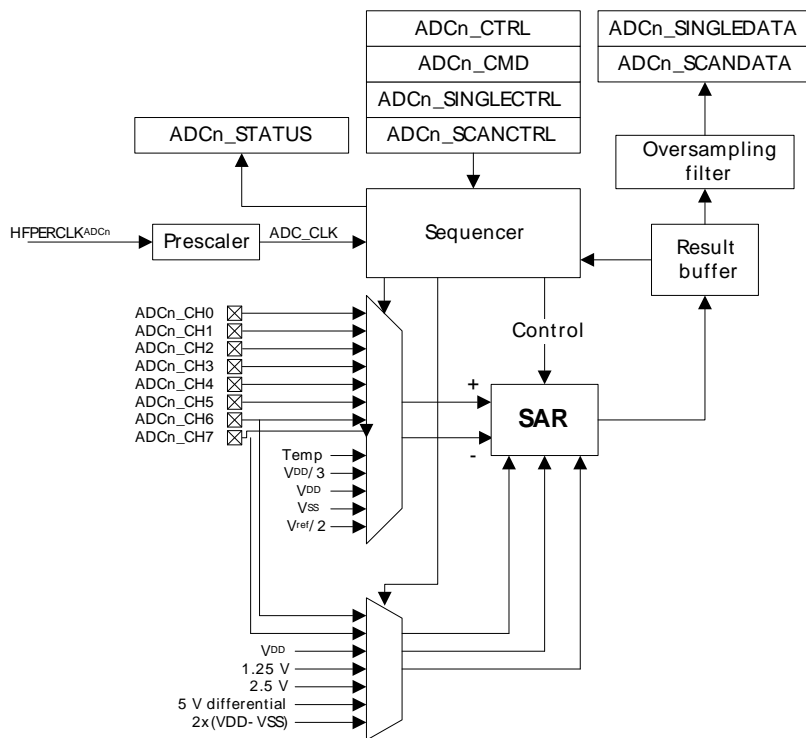 ADCn_CTRL
ADCn_CMD
ADCn_SINGLECTRL
ADCn_SCANCTRL
ADCn_SINGLEDATA
ADCn_SCANDATA
ADCn_STATUS
Oversampling
filter
HFPERCLKADCn
Prescaler
ADC_CLK
Sequencer
Result
buffer
ADCn_CH0
ADCn_CH1
ADCn_CH2
ADCn_CH3
ADCn_CH4
ADCn_CH5
ADCn_CH6
ADCn_CH7
Control
+
SAR
-
Temp
VDD/3
VDD
VSS
Vref/2
VDD
1.25 V
2.5 V
5 V differential
2x(VDD-VSS)